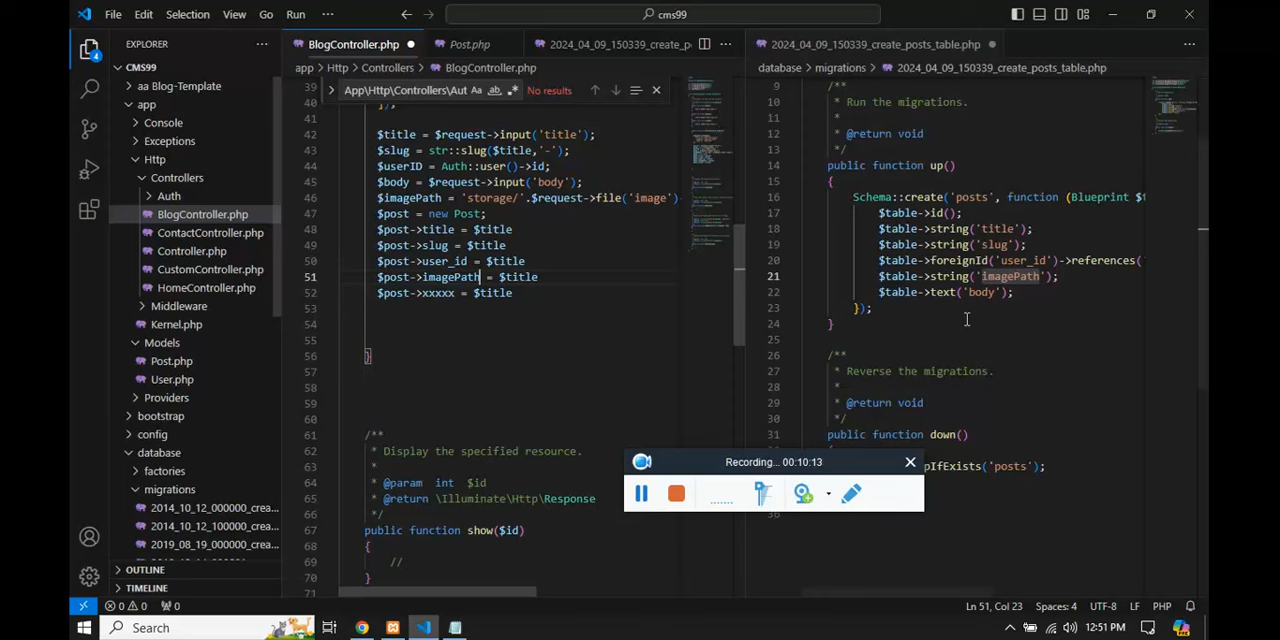 File Edit Selection View Go Run ··· cms99
EXPLORER
CMS99
aa Blog-Template
app
Console
Exceptions
Http
Controllers
Auth
BlogController.php
ContactController.php
Controller.php
CustomController.php
HomeController.php
Middleware
Kernel.php
Models
Post.php
User.php
Providers
bootstrap
config
database
factories
migrations
2014_10_12_000000_crea...
2014_10_12_100000_crea...
2019_08_19_000000_crea...
OUTLINE
TIMELINE
BlogController.php Post.php 2024_04_09_150339_create_p
app > Http > Controllers > BlogController.php
App\Http\Controllers\Aut Aa ab No results
39
40 ]);
41
42 $title = $request->input('title');
43 $slug = str::slug($title,'-');
44 $userID = Auth::user()->id;
45 $body = $request->input('body');
46 $imagePath = 'storage/'.$request->file('image')
47 $post = new Post;
48 $post->title = $title
49 $post->slug = $title
50 $post->user_id = $title
51 $post->imagePath = $title
52 $post->xxxxx = $title
53
54
55
56 }
57
58
59
60
61 /**
62 * Display the specified resource.
63 *
64 * @param int $id
65 * @return \Illuminate\Http\Response
66 */
67 public function show($id)
68 {
69 //
70 }
71
2024_04_09_150339_create_posts_table.php
database > migrations > 2024_04_09_150339_create_posts_table.php
9 /**
10 * Run the migrations.
11 *
12 * @return void
13 */
14 public function up()
15 {
16 Schema::create('posts', function (Blueprint $t
17 $table->id();
18 $table->string('title');
19 $table->string('slug');
20 $table->foreignId('user_id')->references('
21 $table->string('imagePath');
22 $table->text('body');
23 });
24 }
25
26 /**
27 * Reverse the migrations.
28 *
29 * @return void
30 */
31 public function down()
pIfExists('posts');
Recording... 00:10:13
0 0 0 Ln 51, Col 23 Spaces: 4 UTF-8 LF PHP
Search 12:51 PM